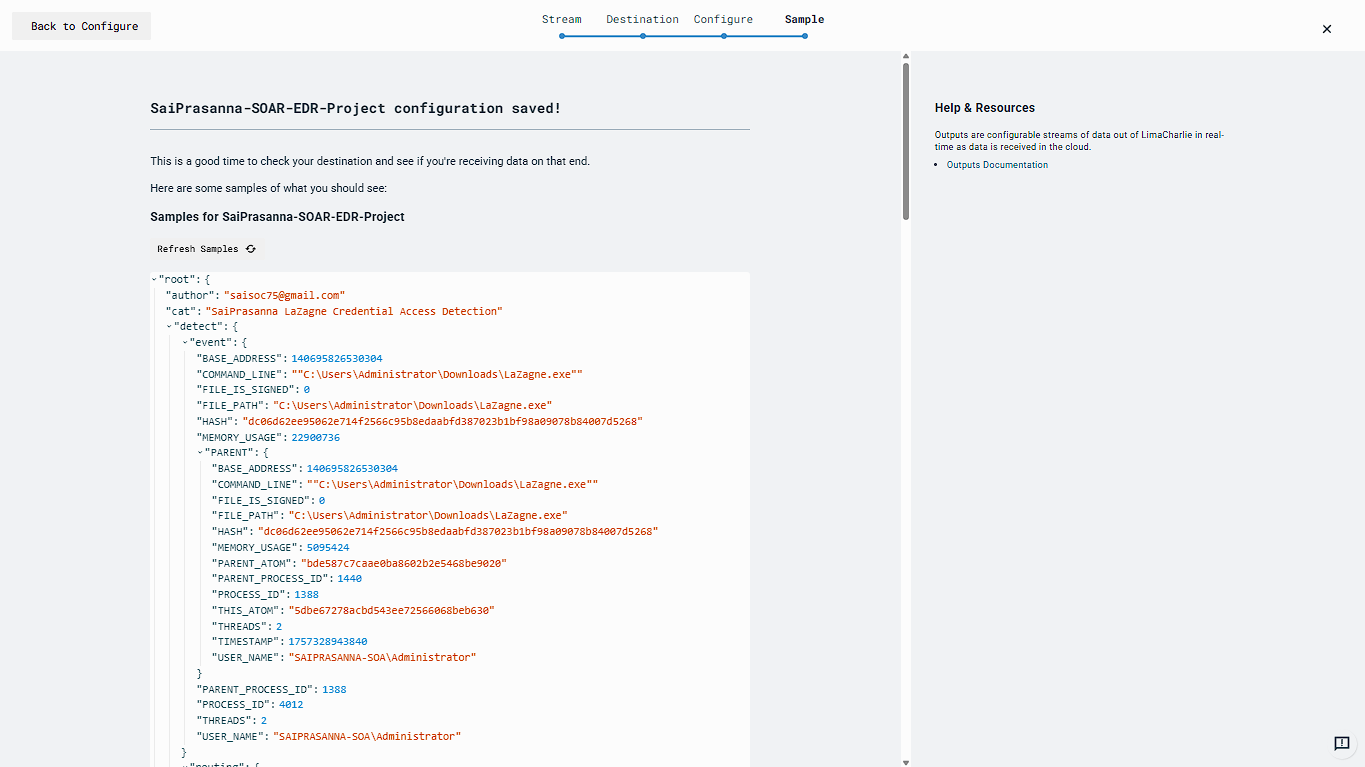 Back to Configure
Stream Destination Configure Sample
SaiPrasanna-SOAR-EDR-Project configuration saved!
This is a good time to check your destination and see if you're receiving data on that end.
Here are some samples of what you should see:
Samples for SaiPrasanna-SOAR-EDR-Project
Refresh Samples
"root": {
"author": "saisoc75@gmail.com"
"cat": "SaiPrasanna LaZagne Credential Access Detection"
"detect": {
"event": {
"BASE_ADDRESS": 140695826530304
"COMMAND_LINE": ""C:\Users\Administrator\Downloads\LaZagne.exe""
"FILE_IS_SIGNED": 0
"FILE_PATH": "C:\Users\Administrator\Downloads\LaZagne.exe"
"HASH": "dc06d62ee95062e714f2566c95b8edaabfd387023b1bf98a09078b84007d5268"
"MEMORY_USAGE": 22900736
"PARENT": {
"BASE_ADDRESS": 140695826530304
"COMMAND_LINE": ""C:\Users\Administrator\Downloads\LaZagne.exe""
"FILE_IS_SIGNED": 0
"FILE_PATH": "C:\Users\Administrator\Downloads\LaZagne.exe"
"HASH": "dc06d62ee95062e714f2566c95b8edaabfd387023b1bf98a09078b84007d5268"
"MEMORY_USAGE": 5095424
"PARENT_ATOM": "bde587c7caae0ba8602b2e5468be9020"
"PARENT_PROCESS_ID": 1440
"PROCESS_ID": 1388
"THIS_ATOM": "5dbe67278acbd543ee72566068beb630"
"THREADS": 2
"TIMESTAMP": 1757328943840
"USER_NAME": "SAIPRASANNA-SOA\Administrator"
}
"PARENT_PROCESS_ID": 1388
"PROCESS_ID": 4012
"THREADS": 2
"USER_NAME": "SAIPRASANNA-SOA\Administrator"
}
"routing": {
Help & Resources
Outputs are configurable streams of data out of LimaCharlie in real-
time as data is received in the cloud.
Outputs Documentation